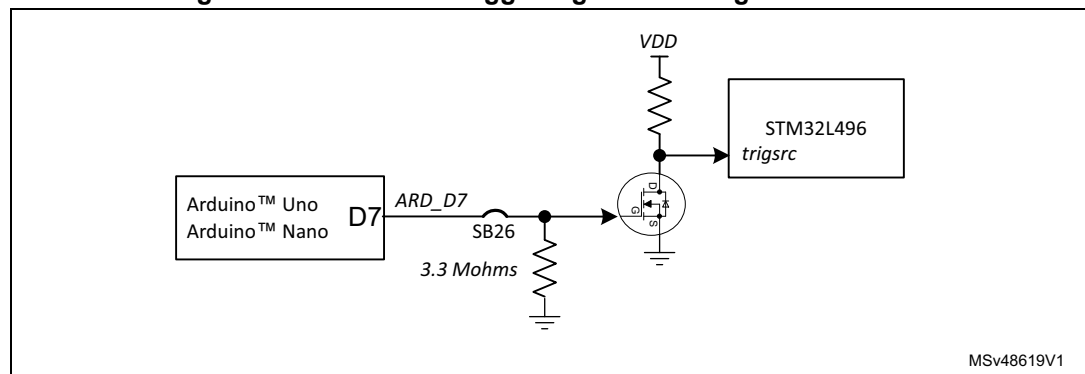 VDD
STM32L496
trigsrc
Arduino™ Uno
Arduino™ Nano
D7
ARD_D7
SB26
3.3 Mohms
D
G
S
MSv48619V1